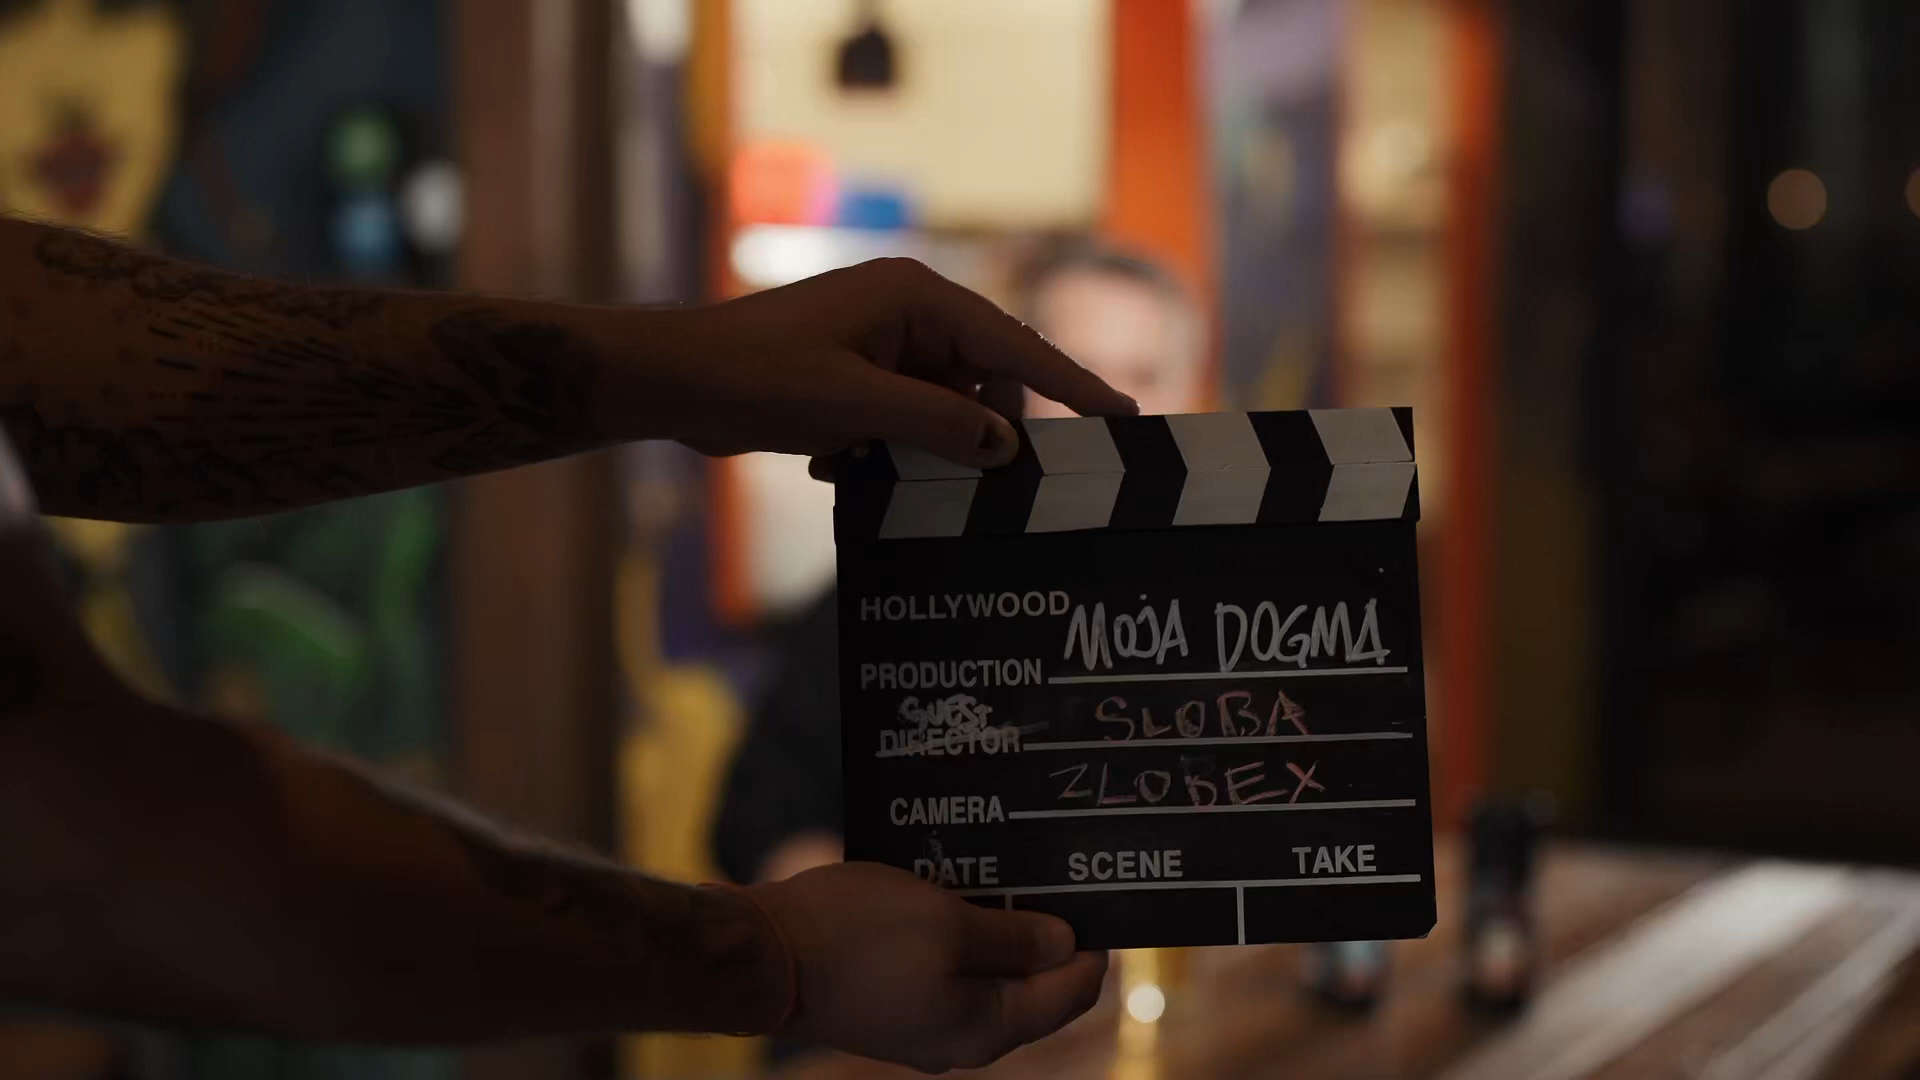 HOLLYWOOD
MOJA DOGMA
PRODUCTION
GUEST
SLOBA
DIRECTOR
ZLOBEX
CAMERA
DATE SCENE TAKE